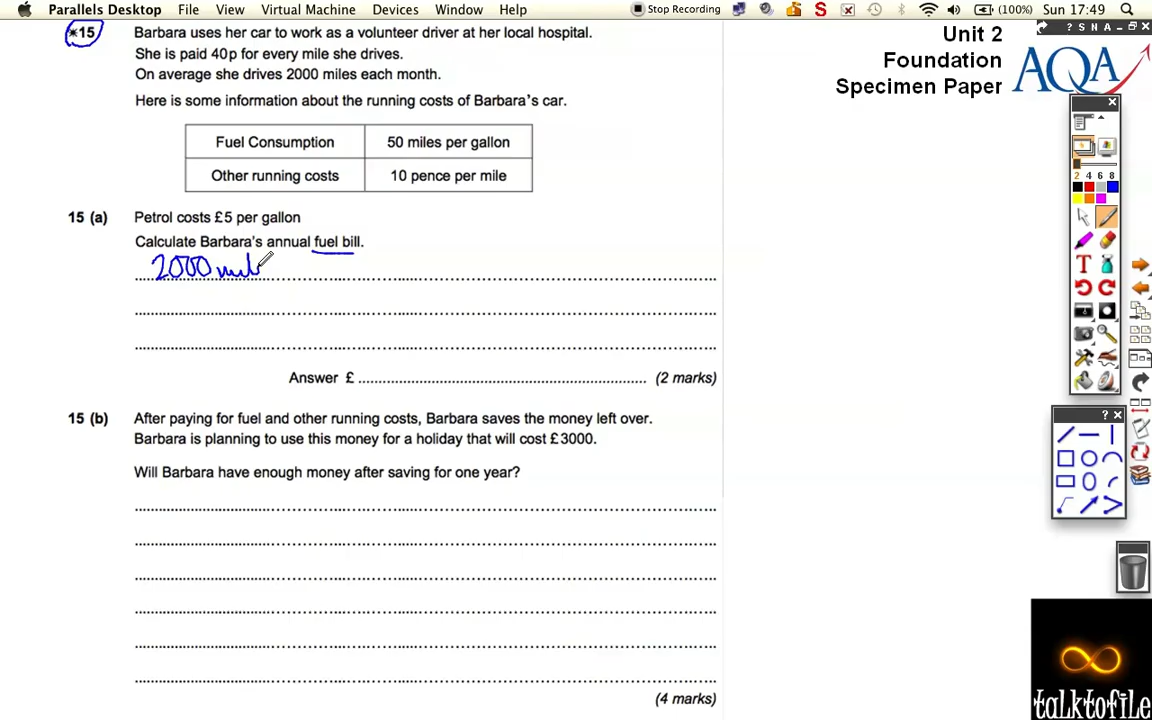 Parallels Desktop File View Virtual Machine Devices Window Help Stop Recording S (100%) Sun 17:49
? S N A
*15 Barbara uses her car to work as a volunteer driver at her local hospital.
She is paid 40p for every mile she drives.
On average she drives 2000 miles each month.
Here is some information about the running costs of Barbara's car.
Fuel Consumption 50 miles per gallon
Other running costs 10 pence per mile
15 (a) Petrol costs £5 per gallon
Calculate Barbara's annual fuel bill.
2000
Answer £ (2 marks)
15 (b) After paying for fuel and other running costs, Barbara saves the money left over.
Barbara is planning to use this money for a holiday that will cost £3000.
Will Barbara have enough money after saving for one year?
(4 marks)
Unit 2
Foundation
Specimen Paper
AQA
2 4 6 8
T
?
talktofile